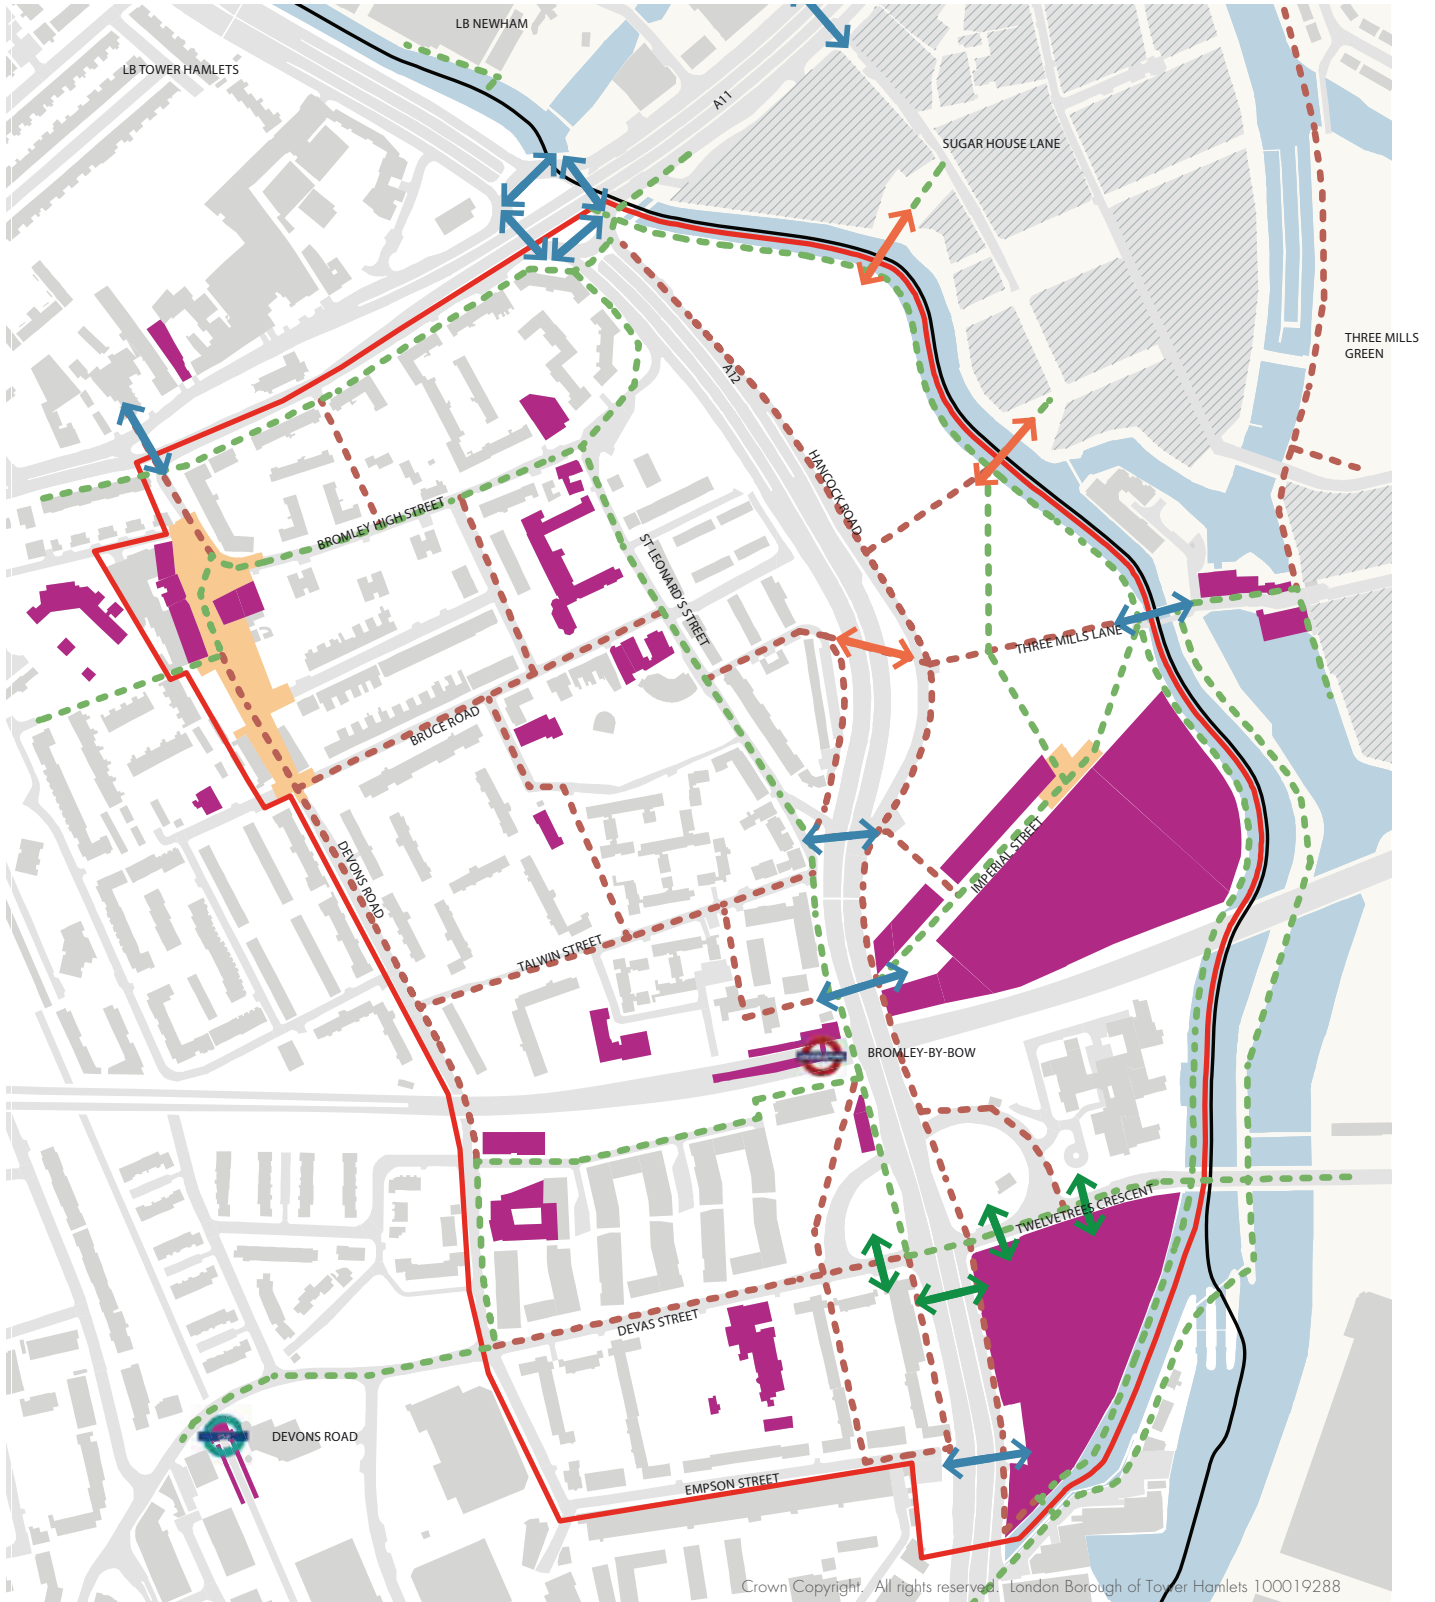 LB NEWHAM
LB TOWER HAMLETS
A11
SUGAR HOUSE LANE
THREE MILLS
GREEN
A12
HANCOCK ROAD
BROMLEY HIGH STREET
ST LEONARD'S STREET
THREE MILLS LANE
BRUCE ROAD
IMPERIAL STREET
DEVONS ROAD
TALWIN STREET
BROMLEY-BY-BOW
TWELVETREES CRESCENT
DEVAS STREET
DEVONS ROAD
EMPSON STREET
Crown Copyright. All rights reserved. London Borough of Tower Hamlets 100019288